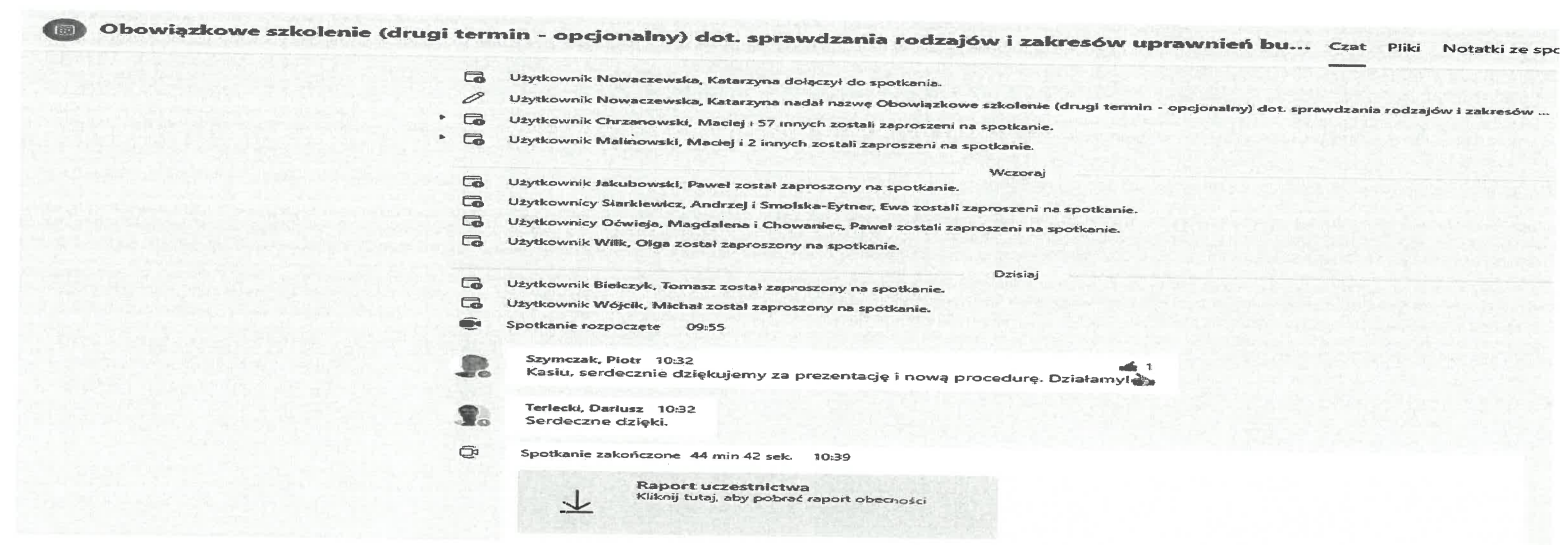 Obowiązkowe szkolenie (drugi termin - opcjonalny) dot. sprawdzania rodzajów i zakresów uprawnień bu... Czat Pliki Notatki ze spc
Użytkownik Nowaczewska, Katarzyna dołączył do spotkania.
Użytkownik Nowaczewska, Katarzyna nadał nazwę Obowiązkowe szkolenie (drugi termin - opcjonalny) dot. sprawdzania rodzajów i zakresów ...
Użytkownik Chrzanowski, Maciej i 57 innych zostali zaproszeni na spotkanie.
Użytkownik Malinowski, Maciej i 2 innych zostali zaproszeni na spotkanie.
Wczoraj
Użytkownik Jakubowski, Paweł został zaproszony na spotkanie.
Użytkownicy Siarkiewicz, Andrzej i Smolska-Eytner, Ewa zostali zaproszeni na spotkanie.
Użytkownicy Oćwieja, Magdalena i Chowaniec, Paweł zostali zaproszeni na spotkanie.
Użytkownik Wilk, Olga został zaproszony na spotkanie.
Dzisiaj
Użytkownik Bielczyk, Tomasz został zaproszony na spotkanie.
Użytkownik Wójcik, Michał został zaproszony na spotkanie.
Spotkanie rozpoczęte 09:55
Szymczak, Piotr 10:32
1
Kasiu, serdecznie dziękujemy za prezentację i nową procedurę. Działamy!
Terlecki, Dariusz 10:32
Serdeczne dzięki.
Spotkanie zakończone 44 min 42 sek. 10:39
Raport uczestnictwa
Kliknij tutaj, aby pobrać raport obecności